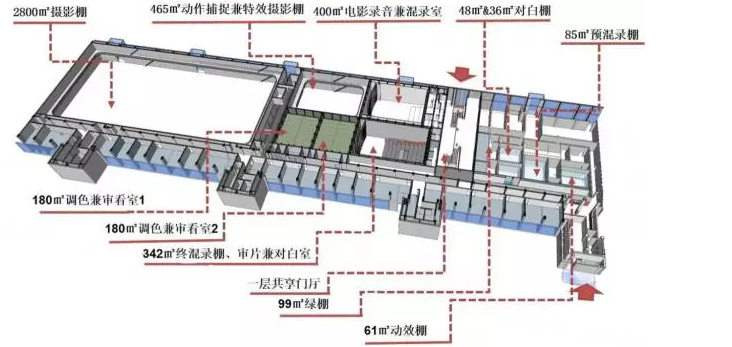 2800㎡摄影棚
465㎡动作捕捉兼特效摄影棚
400㎡电影录音兼混录室
48㎡&36㎡对白棚
85㎡预混录棚
180㎡调色兼审看室1
180㎡调色兼审看室2
342㎡终混录棚、审片兼对白室
一层共享门厅
99㎡绿棚
61㎡动效棚